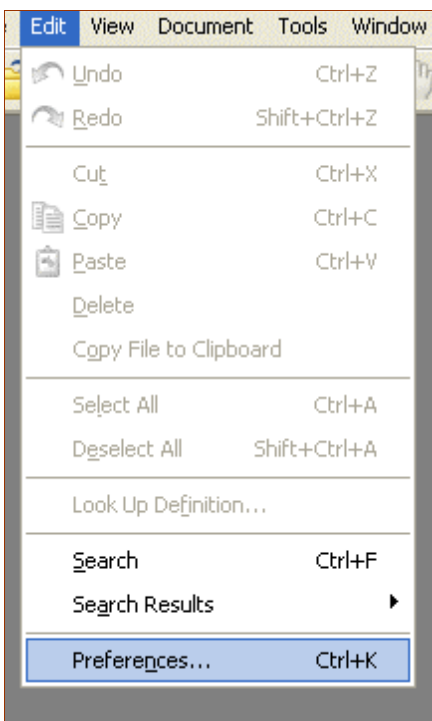 Edit View Document Tools Window
Undo Ctrl+Z
Redo Shift+Ctrl+Z
Cut Ctrl+X
Copy Ctrl+C
Paste Ctrl+V
Delete
Copy File to Clipboard
Select All Ctrl+A
Deselect All Shift+Ctrl+A
Look Up Definition...
Search Ctrl+F
Search Results
Preferences... Ctrl+K